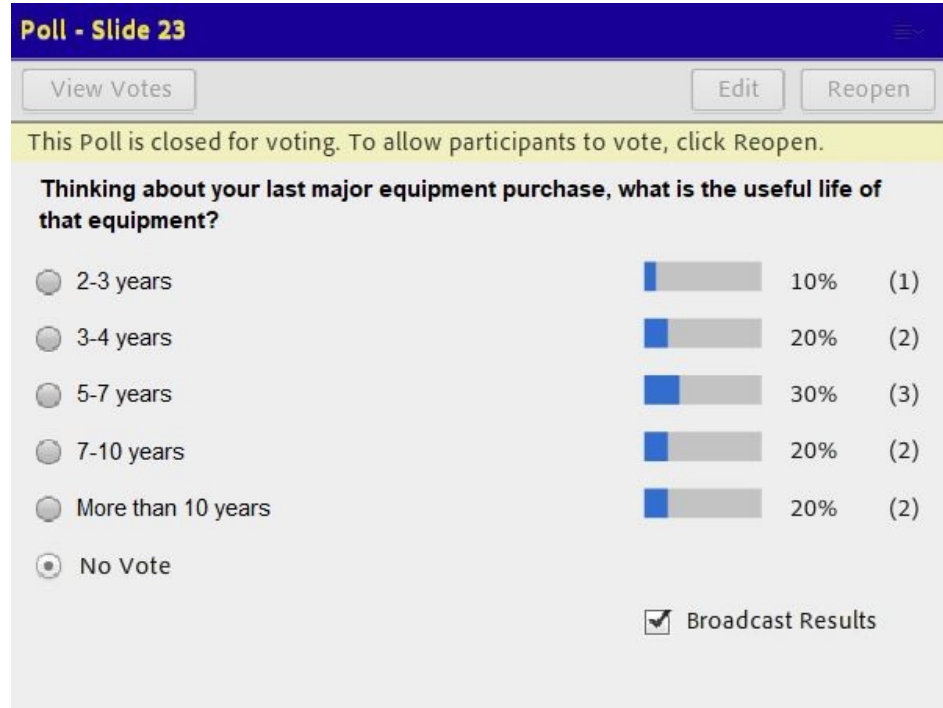 Poll - Slide 23
View Votes Edit Reopen
This Poll is closed for voting. To allow participants to vote, click Reopen.
Thinking about your last major equipment purchase, what is the useful life of
that equipment?
2-3 years 10% (1)
3-4 years 20% (2)
5-7 years 30% (3)
7-10 years 20% (2)
More than 10 years 20% (2)
No Vote
Broadcast Results